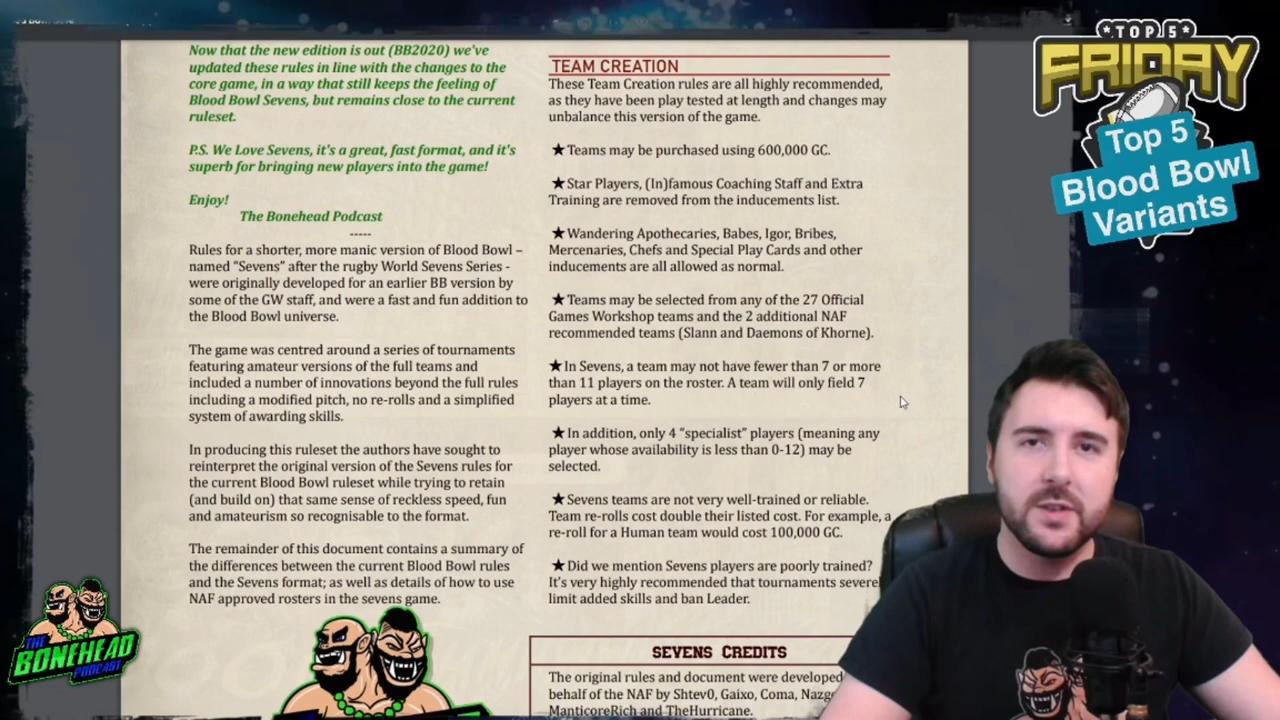 Now that the new edition is out (BB2020) we've
updated these rules in line with the changes to the
core game, in a way that still keeps the feeling of
Blood Bowl Sevens, but remains close to the current
ruleset.
P.S. We Love Sevens, it's a great, fast format, and it's
superb for bringing new players into the game!
Enjoy!
The Bonehead Podcast
-----
Rules for a shorter, more manic version of Blood Bowl –
named “Sevens” after the rugby World Sevens Series -
were originally developed for an earlier BB version by
some of the GW staff, and were a fast and fun addition to
the Blood Bowl universe.
The game was centred around a series of tournaments
featuring amateur versions of the full teams and
included a number of innovations beyond the full rules
including a modified pitch, no re-rolls and a simplified
system of awarding skills.
In producing this ruleset the authors have sought to
reinterpret the original version of the Sevens rules for
the current Blood Bowl ruleset while trying to retain
(and build on) that same sense of reckless speed, fun
and amateurism so recognisable to the format.
The remainder of this document contains a summary of
the differences between the current Blood Bowl rules
and the Sevens format; as well as details of how to use
NAF approved rosters in the sevens game.
TEAM CREATION
These Team Creation rules are all highly recommended,
as they have been play tested at length and changes may
unbalance this version of the game.
★Teams may be purchased using 600,000 GC.
★Star Players, (In)famous Coaching Staff and Extra
Training are removed from the inducements list.
★Wandering Apothecaries, Babes, Igor, Bribes,
Mercenaries, Chefs and Special Play Cards and other
inducements are all allowed as normal.
★Teams may be selected from any of the 27 Official
Games Workshop teams and the 2 additional NAF
recommended teams (Slann and Daemons of Khorne).
★In Sevens, a team may not have fewer than 7 or more
than 11 players on the roster. A team will only field 7
players at a time.
★In addition, only 4 “specialist” players (meaning any
player whose availability is less than 0-12) may be
selected.
★Sevens teams are not very well-trained or reliable.
Team re-rolls cost double their listed cost. For example, a
re-roll for a Human team would cost 100,000 GC.
★Did we mention Sevens players are poorly trained?
It's very highly recommended that tournaments severel
limit added skills and ban Leader.
SEVENS CREDITS
The original rules and document were developed
behalf of the NAF by Shtev0, Gaixo, Coma, Nazg
ManticoreRich and TheHurricane.
*TOP 5*
FRIDAY
Top 5
Blood Bowl
Variants
THE
BONEHEAD
PODCAST